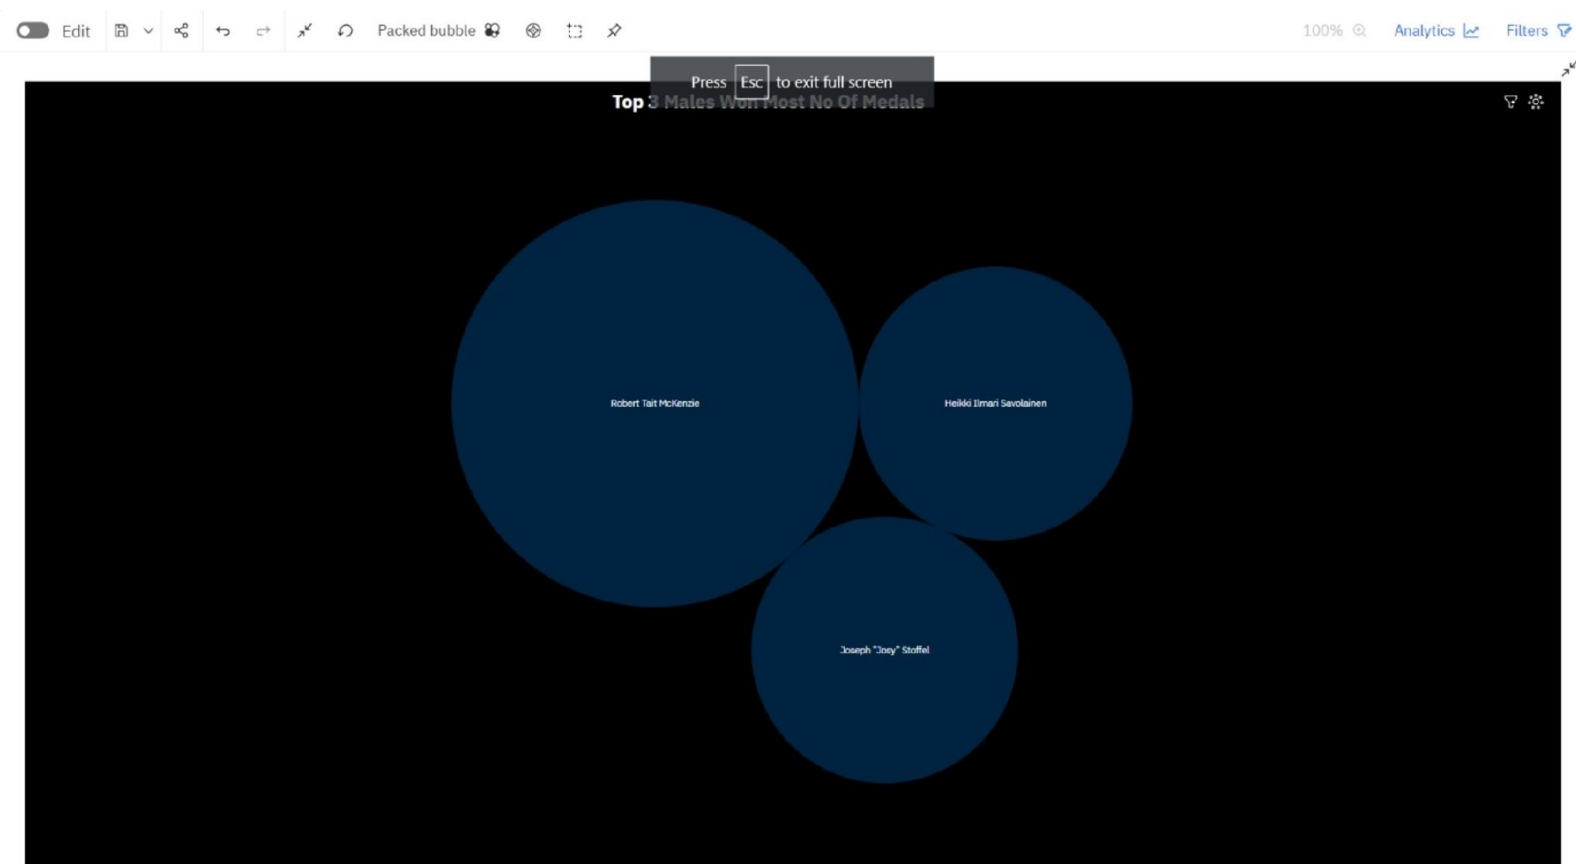 Edit
Packed bubble
100%
Analytics
Filters
Press Esc to exit full screen
Top 3 Males Won Most No Of Medals
Robert Tait McKenzie
Heikki Ilmari Savolainen
Joseph "Josy" Stoffel